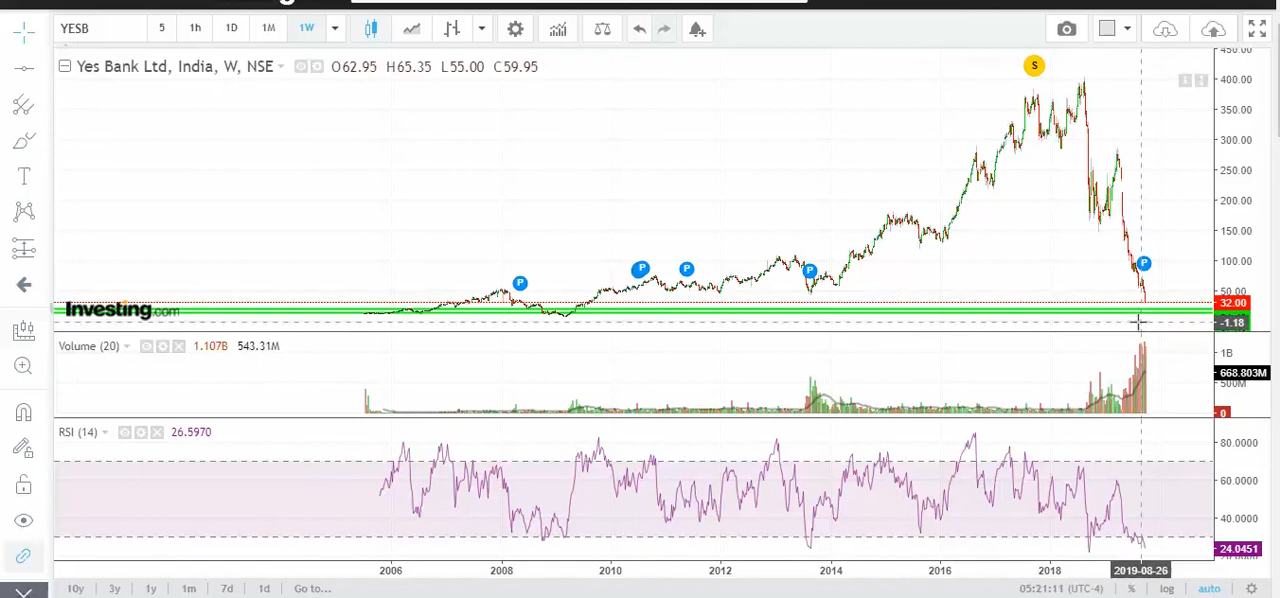 YESB 5 1h 1D 1M 1W
Yes Bank Ltd, India, W, NSE O62.95 H65.35 L55.00 C59.95
S
450.00
400.00
350.00
300.00
250.00
200.00
150.00
100.00
50.00
32.00
-1.18
P P P P P
Investing.com
Volume (20) 1.107B 543.31M
1B
668.803M
500M
0
RSI (14) 26.5970
80.0000
60.0000
40.0000
24.0451
2006 2008 2010 2012 2014 2016 2018 2019-08-26
10y 3y 1y 1m 7d 1d Go to... 05:21:11 (UTC-4) % log auto